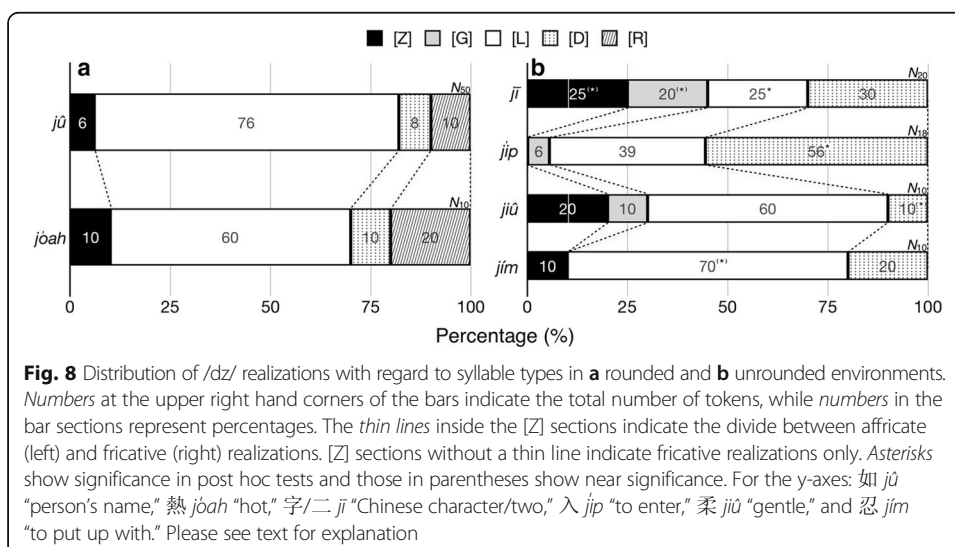 [Z] [G] [L] [D] [R]
a
b
N50
jû
6 76 8 10
N10
jo̍ah
10 60 10 20
0 25 50 75 100
N20
jī
25(*) 20(*) 25* 30
N18
ji̍p
6 39 56*
N10
jiû
20 10 60 10(*)
N10
jím
10 70(*) 20
0 25 50 75 100
Percentage (%)
Fig. 8 Distribution of /dz/ realizations with regard to syllable types in a rounded and b unrounded environments.
Numbers at the upper right hand corners of the bars indicate the total number of tokens, while numbers in the
bar sections represent percentages. The thin lines inside the [Z] sections indicate the divide between affricate
(left) and fricative (right) realizations. [Z] sections without a thin line indicate fricative realizations only. Asterisks
show significance in post hoc tests and those in parentheses show near significance. For the y-axes: 如 jû
“person’s name,” 熱 jo̍ah “hot,” 字/二 jī “Chinese character/two,” 入 ji̍p “to enter,” 柔 jiû “gentle,” and 忍 jím
“to put up with.” Please see text for explanation